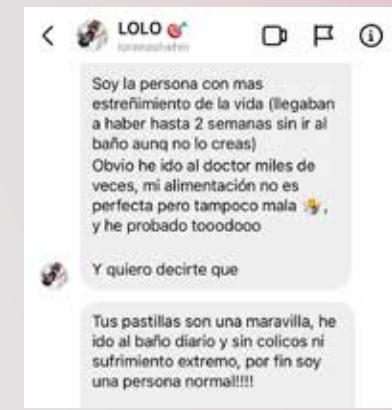 LOLO
Soy la persona con mas
estreñimiento de la vida (llegaban
a haber hasta 2 semanas sin ir al
baño aunq no lo creas)
Obvio he ido al doctor miles de
veces, mi alimentación no es
perfecta pero tampoco mala 🤧,
y he probado tooodooo
Y quiero decirte que
Tus pastillas son una maravilla, he
ido al baño diario y sin colicos ni
sufrimiento extremo, por fin soy
una persona normal!!!!